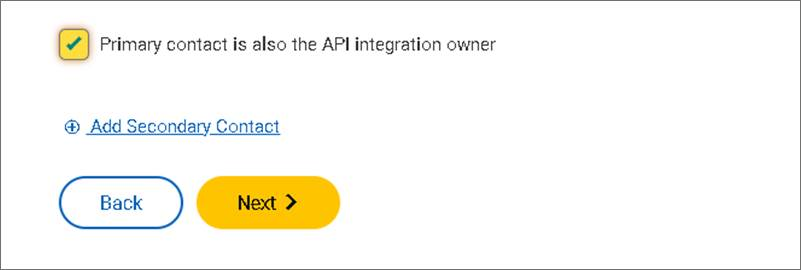 Primary contact is also the API integration owner
Add Secondary Contact
Back
Next